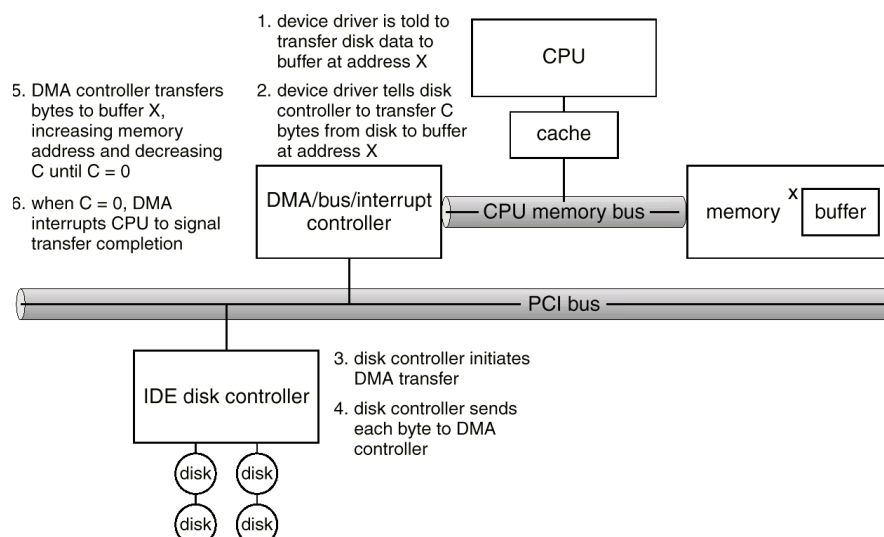 1. device driver is told to
transfer disk data to
buffer at address X
2. device driver tells disk
controller to transfer C
bytes from disk to buffer
at address X
5. DMA controller transfers
bytes to buffer X,
increasing memory
address and decreasing
C until C = 0
6. when C = 0, DMA
interrupts CPU to signal
transfer completion
CPU
cache
DMA/bus/interrupt
controller
CPU memory bus
memory
X
buffer
PCI bus
IDE disk controller
3. disk controller initiates
DMA transfer
4. disk controller sends
each byte to DMA
controller
disk
disk
disk
disk